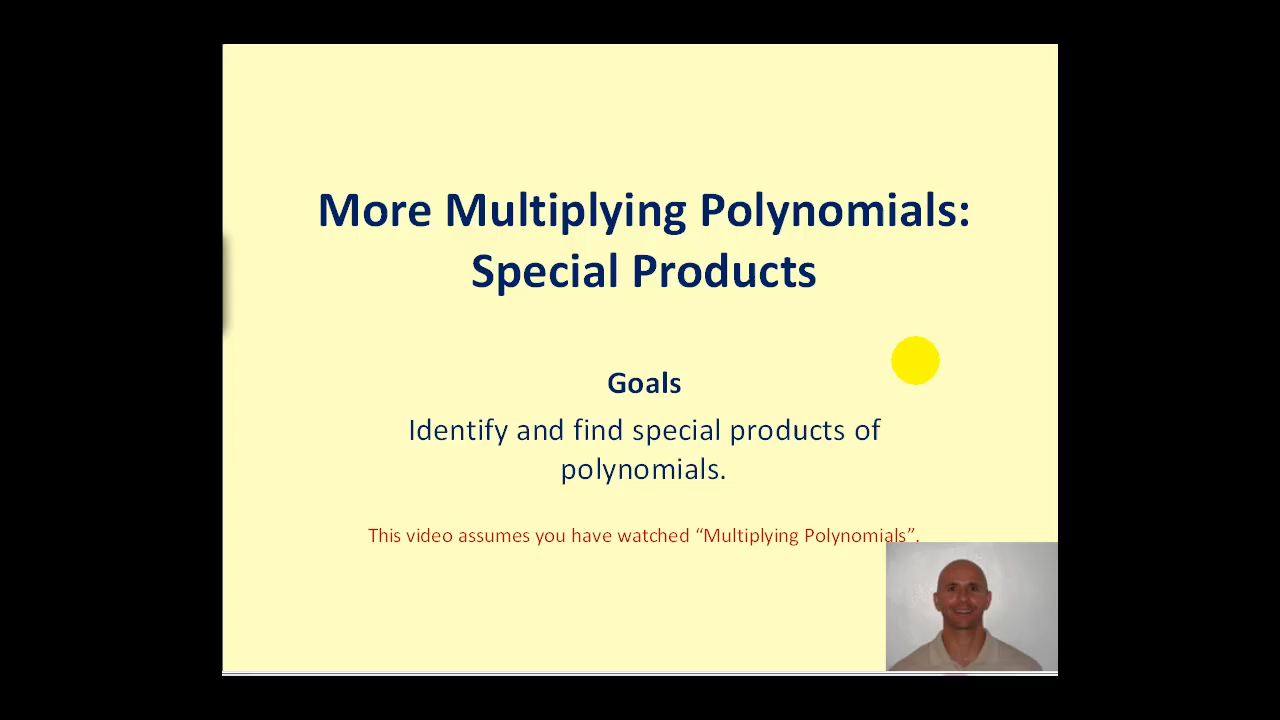 More Multiplying Polynomials:
Special Products
Goals
Identify and find special products of
polynomials.
This video assumes you have watched “Multiplying Polynomials”.